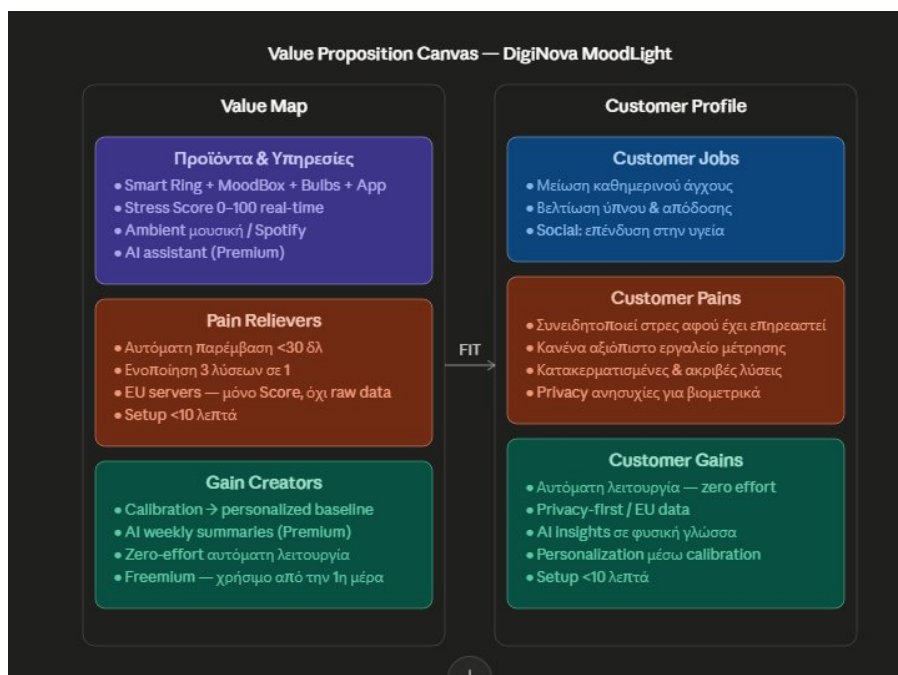 Value Proposition Canvas — DigiNova MoodLight
Value Map
Προϊόντα & Υπηρεσίες
● Smart Ring + MoodBox + Bulbs + App
● Stress Score 0–100 real-time
● Ambient μουσική / Spotify
● AI assistant (Premium)
Pain Relievers
● Αυτόματη παρέμβαση <30 δλ
● Ενοποίηση 3 λύσεων σε 1
● EU servers — μόνο Score, όχι raw data
● Setup <10 λεπτά
Gain Creators
● Calibration → personalized baseline
● AI weekly summaries (Premium)
● Zero-effort αυτόματη λειτουργία
● Freemium — χρήσιμο από την 1η μέρα
FIT
Customer Profile
Customer Jobs
● Μείωση καθημερινού άγχους
● Βελτίωση ύπνου & απόδοσης
● Social: επένδυση στην υγεία
Customer Pains
● Συνειδητοποιεί στρες αφού έχει επηρεαστεί
● Κανένα αξιόπιστο εργαλείο μέτρησης
● Κατακερματισμένες & ακριβές λύσεις
● Privacy ανησυχίες για βιομετρικά
Customer Gains
● Αυτόματη λειτουργία — zero effort
● Privacy-first / EU data
● AI insights σε φυσική γλώσσα
● Personalization μέσω calibration
● Setup <10 λεπτά